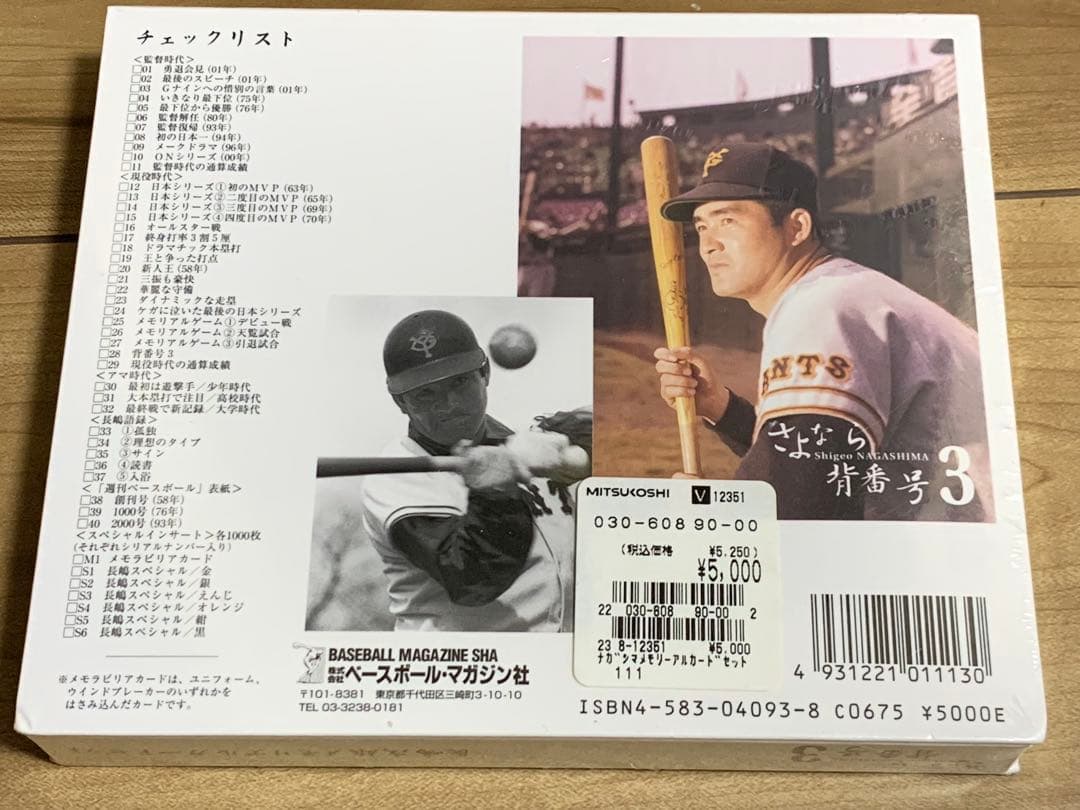 チェックリスト
<監督時代>
□01 勇退会見(01年)
□02 最後のスピーチ(01年)
□03 Gナインへの惜別の言葉(01年)
□04 いきなり最下位(75年)
□05 最下位から優勝(76年)
□06 監督解任(80年)
□07 監督復帰(93年)
□08 初の日本一(94年)
□09 メークドラマ(96年)
□10 ONシリーズ(00年)
□11 監督時代の通算成績
<現役時代>
□12 日本シリーズ①初のMVP(63年)
□13 日本シリーズ②二度目のMVP(65年)
□14 日本シリーズ③三度目のMVP(69年)
□15 日本シリーズ④四度目のMVP(70年)
□16 オールスター戦
□17 終身打率3割5厘
□18 ドラマチック本塁打
□19 王と争った打点
□20 新人王(58年)
□21 三振も豪快
□22 華麗な守備
□23 ダイナミックな走塁
□24 ケガに泣いた最後の日本シリーズ
□25 メモリアルゲーム①デビュー戦
□26 メモリアルゲーム②天覧試合
□27 メモリアルゲーム③引退試合
□28 背番号3
□29 現役時代の通算成績
<アマ時代>
□30 最初は遊撃手/少年時代
□31 大本塁打で注目/高校時代
□32 最終戦で新記録/大学時代
<長嶋語録>
□33 ①孤独
□34 ②理想のタイプ
□35 ③サイン
□36 ④読書
□37 ⑤入浴
<「週刊ベースボール」表紙>
□38 創刊号(58年)
□39 1000号(76年)
□40 2000号(93年)
<スペシャルインサート>各1000枚
(それぞれシリアルナンバー入り)
□M1 メモラビリアカード
□S1 長嶋スペシャル/金
□S2 長嶋スペシャル/銀
□S3 長嶋スペシャル/えんじ
□S4 長嶋スペシャル/オレンジ
□S5 長嶋スペシャル/紺
□S6 長嶋スペシャル/黒
※メモラビリアカードは、ユニフォーム、
ウインドブレーカーのいずれかを
はさみ込んだカードです。
YG
ANTS
さよなら
Shigeo NAGASHIMA
背番号3
YG
BASEBALL MAGAZINE SHA
株式会社ベースボール・マガジン社
〒101-8381 東京都千代田区三崎町3-10-10
TEL 03-3238-0181
MITSUKOSHI V 12351
030-608 90-00
(税込価格 ¥5,250)
¥5,000
22 030-608 90-00 2
23 8-12351 ¥5,000
ナガシマメモリーアルカードセット
111
4 931221 011130
ISBN4-583-04093-8 C0675 ¥5000E